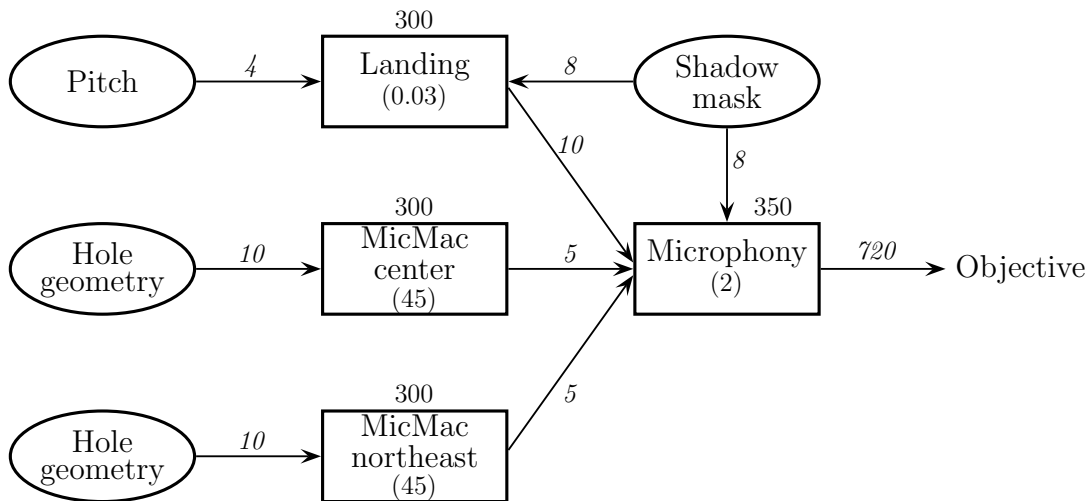 300
Pitch
4
Landing
(0.03)
8
Shadow
mask
10
8
300
350
Hole
geometry
10
MicMac
center
(45)
5
Microphony
(2)
720
Objective
300
5
Hole
geometry
10
MicMac
northeast
(45)